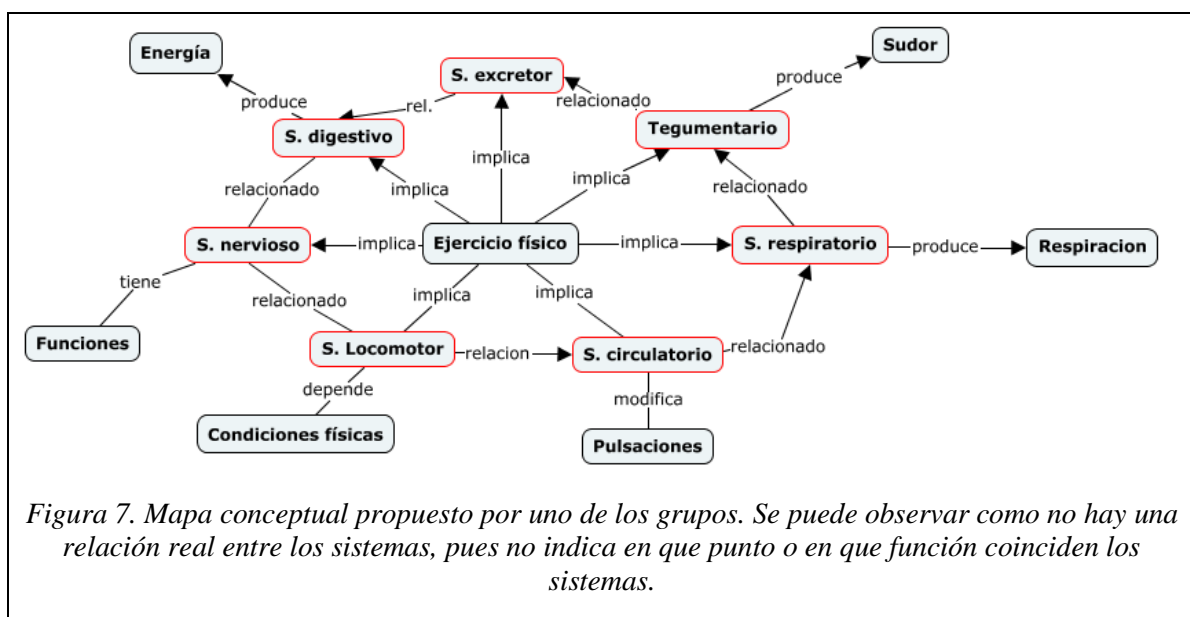 Energía
Sudor
S. excretor
produce
produce
rel.
relacionado
S. digestivo
Tegumentario
implica
relacionado
implica
implica
relacionado
S. nervioso
implica
Ejercicio físico
implica
S. respiratorio
produce
Respiracion
tiene
relacionado
implica
implica
Funciones
S. Locomotor
relacion
S. circulatorio
relacionado
depende
modifica
Condiciones físicas
Pulsaciones
Figura 7. Mapa conceptual propuesto por uno de los grupos. Se puede observar como no hay una
relación real entre los sistemas, pues no indica en que punto o en que función coinciden los
sistemas.